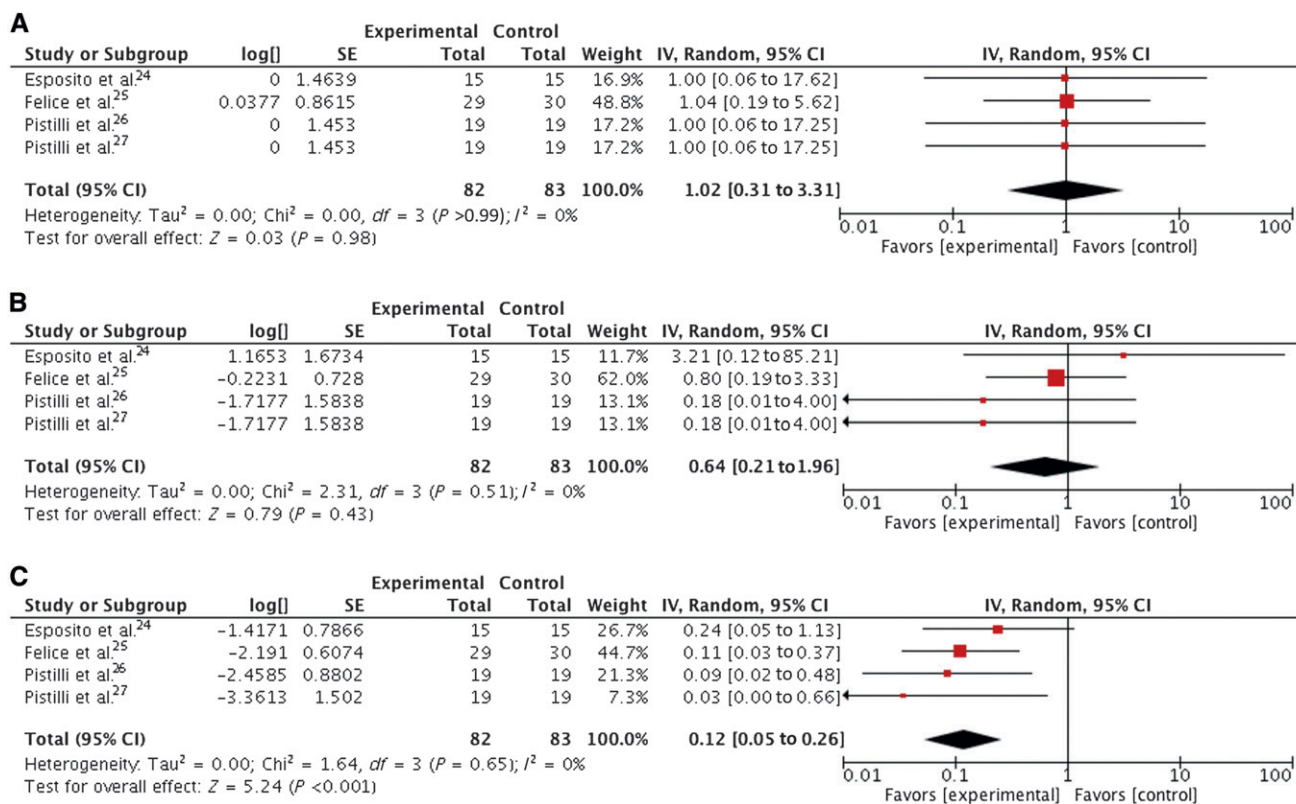 A
Experimental Control
Study or Subgroup log[] SE Total Total Weight IV, Random, 95% CI IV, Random, 95% CI
Esposito et al.24 0 1.4639 15 15 16.9% 1.00 [0.06 to 17.62]
Felice et al.25 0.0377 0.8615 29 30 48.8% 1.04 [0.19 to 5.62]
Pistilli et al.26 0 1.453 19 19 17.2% 1.00 [0.06 to 17.25]
Pistilli et al.27 0 1.453 19 19 17.2% 1.00 [0.06 to 17.25]
Total (95% CI) 82 83 100.0% 1.02 [0.31 to 3.31]
Heterogeneity: Tau² = 0.00; Chi² = 0.00, df = 3 (P >0.99); I² = 0%
Test for overall effect: Z = 0.03 (P = 0.98)
0.01 0.1 1 10 100
Favors [experimental] Favors [control]
B
Experimental Control
Study or Subgroup log[] SE Total Total Weight IV, Random, 95% CI IV, Random, 95% CI
Esposito et al.24 1.1653 1.6734 15 15 11.7% 3.21 [0.12 to 85.21]
Felice et al.25 −0.2231 0.728 29 30 62.0% 0.80 [0.19 to 3.33]
Pistilli et al.26 −1.7177 1.5838 19 19 13.1% 0.18 [0.01 to 4.00]
Pistilli et al.27 −1.7177 1.5838 19 19 13.1% 0.18 [0.01 to 4.00]
Total (95% CI) 82 83 100.0% 0.64 [0.21 to 1.96]
Heterogeneity: Tau² = 0.00; Chi² = 2.31, df = 3 (P = 0.51); I² = 0%
Test for overall effect: Z = 0.79 (P = 0.43)
0.01 0.1 1 10 100
Favors [experimental] Favors [control]
C
Experimental Control
Study or Subgroup log[] SE Total Total Weight IV, Random, 95% CI IV, Random, 95% CI
Esposito et al.24 −1.4171 0.7866 15 15 26.7% 0.24 [0.05 to 1.13]
Felice et al.25 −2.191 0.6074 29 30 44.7% 0.11 [0.03 to 0.37]
Pistilli et al.26 −2.4585 0.8802 19 19 21.3% 0.09 [0.02 to 0.48]
Pistilli et al.27 −3.3613 1.502 19 19 7.3% 0.03 [0.00 to 0.66]
Total (95% CI) 82 83 100.0% 0.12 [0.05 to 0.26]
Heterogeneity: Tau² = 0.00; Chi² = 1.64, df = 3 (P = 0.65); I² = 0%
Test for overall effect: Z = 5.24 (P <0.001)
0.01 0.1 1 10 100
Favors [experimental] Favors [control]